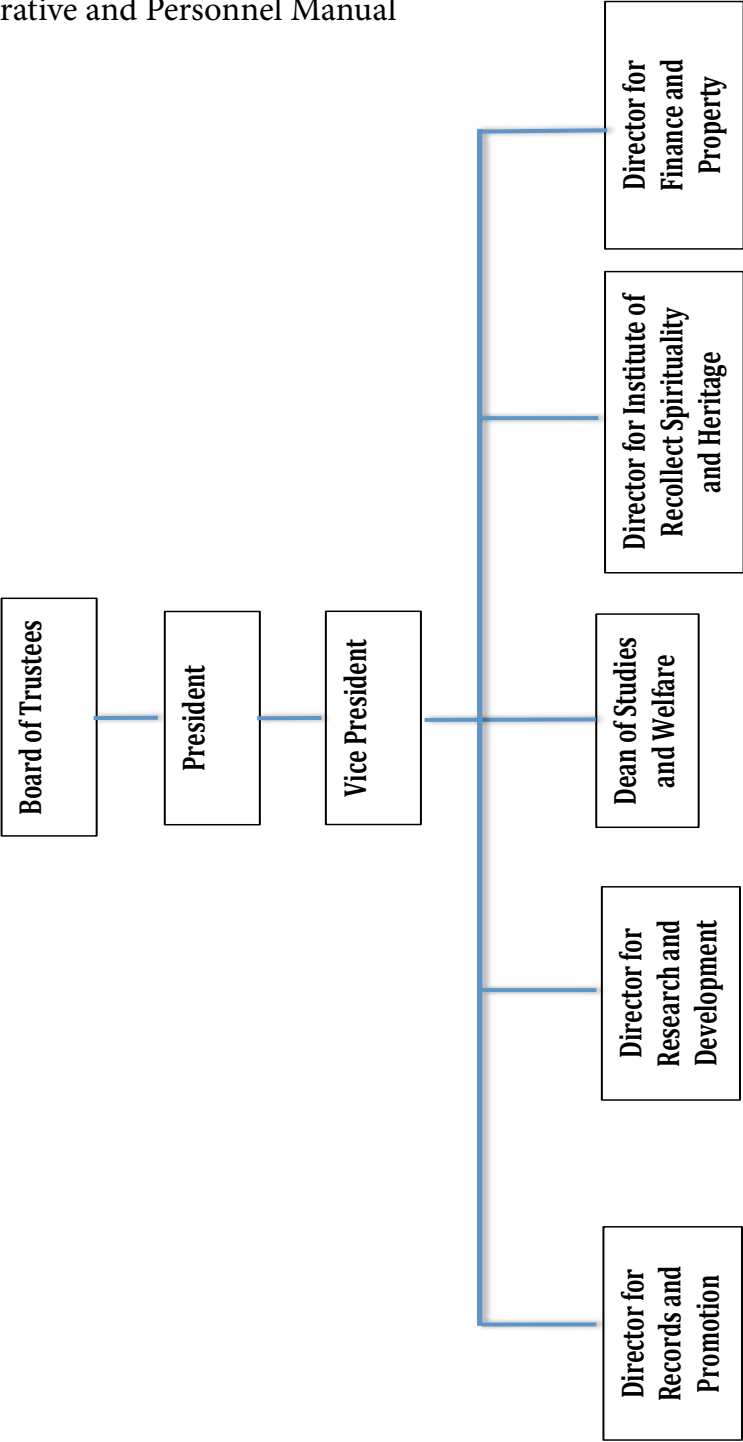 rative and Personnel Manual
Board of Trustees
President
Vice President
Director for
Records and
Promotion
Director for
Research and
Development
Dean of Studies
and Welfare
Director for Institute of
Recollect Spirituality
and Heritage
Director for
Finance and
Property